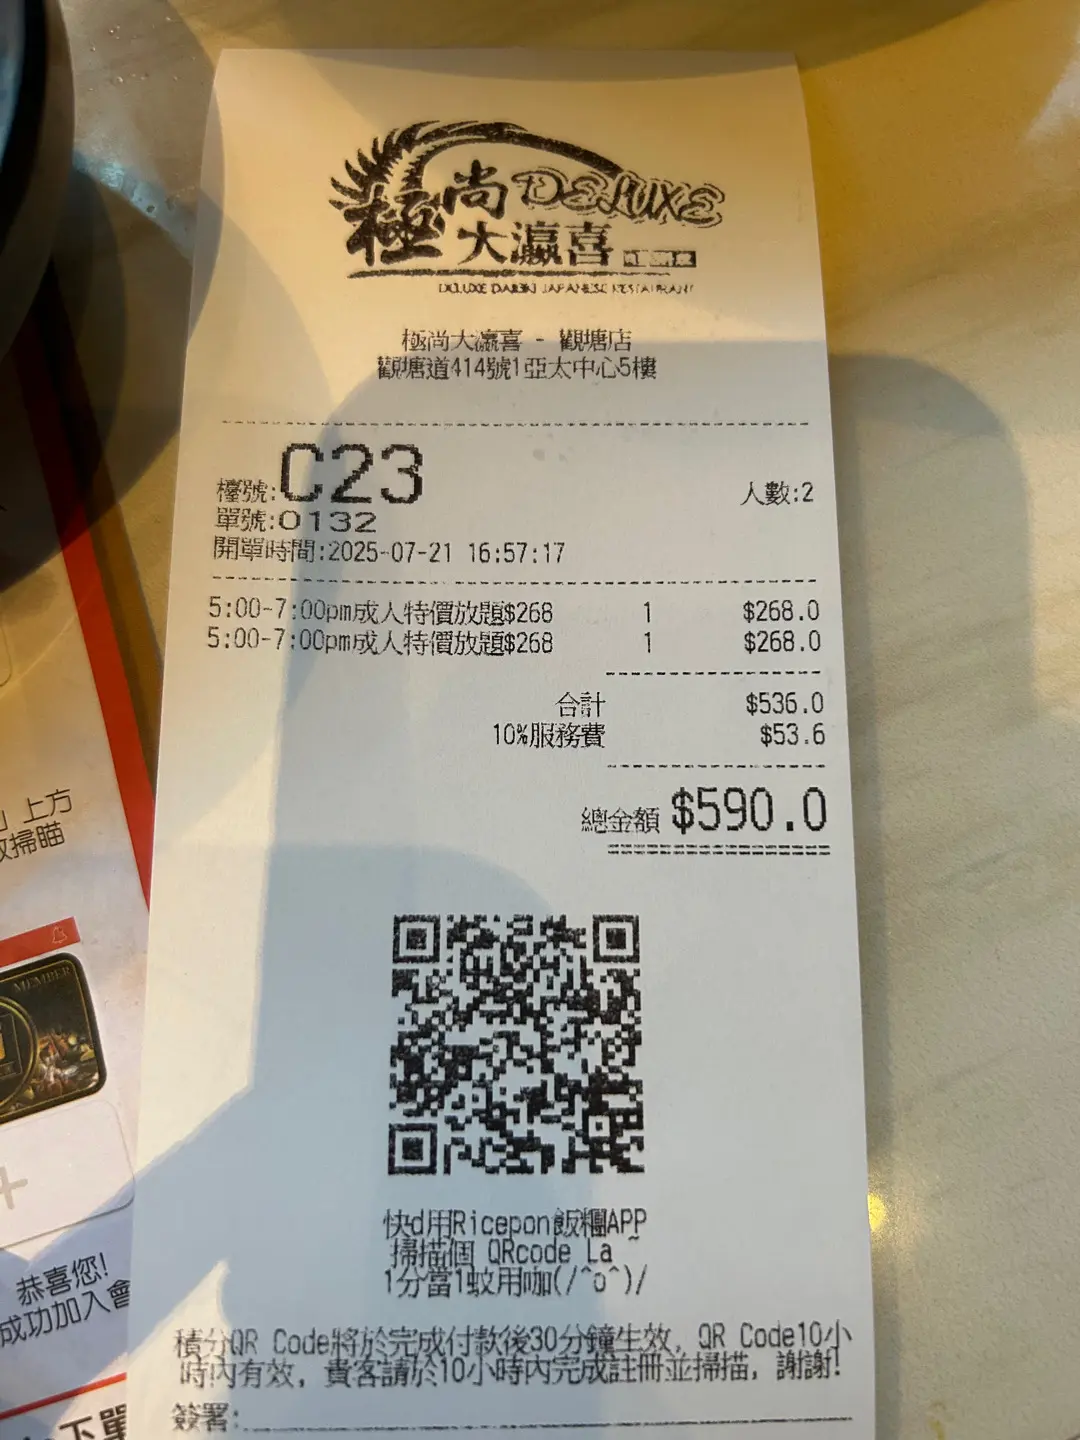 極尚 DELUXE
大瀛喜
DELUXE DAIKI JAPANESE RESTAURANT
極尚大瀛喜 - 觀塘店
觀塘道414號1亞太中心5樓
檯號:C23
人數:2
單號:0132
開單時間:2025-07-21 16:57:17
5:00-7:00pm成人特價放題$268 1 $268.0
5:00-7:00pm成人特價放題$268 1 $268.0
合計 $536.0
10%服務費 $53.6
總金額 $590.0
快d用Ricepon飯糰APP
掃描個 QRcode La ~
1分當1蚊用咖(/^o^)/
積分QR Code將於完成付款後30分鐘生效, QR Code10小
時內有效, 貴客請於10小時內完成註冊並掃描, 謝謝!
簽署:
上方
掃瞄
MEMBER
恭喜您!
成功加入會
下單